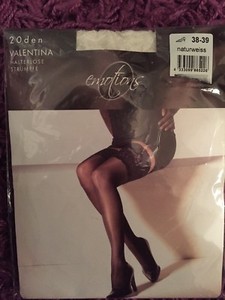 20den
VALENTINA
HALTERLOSE
STRÜMPFE
emotions
38-39
naturweiss